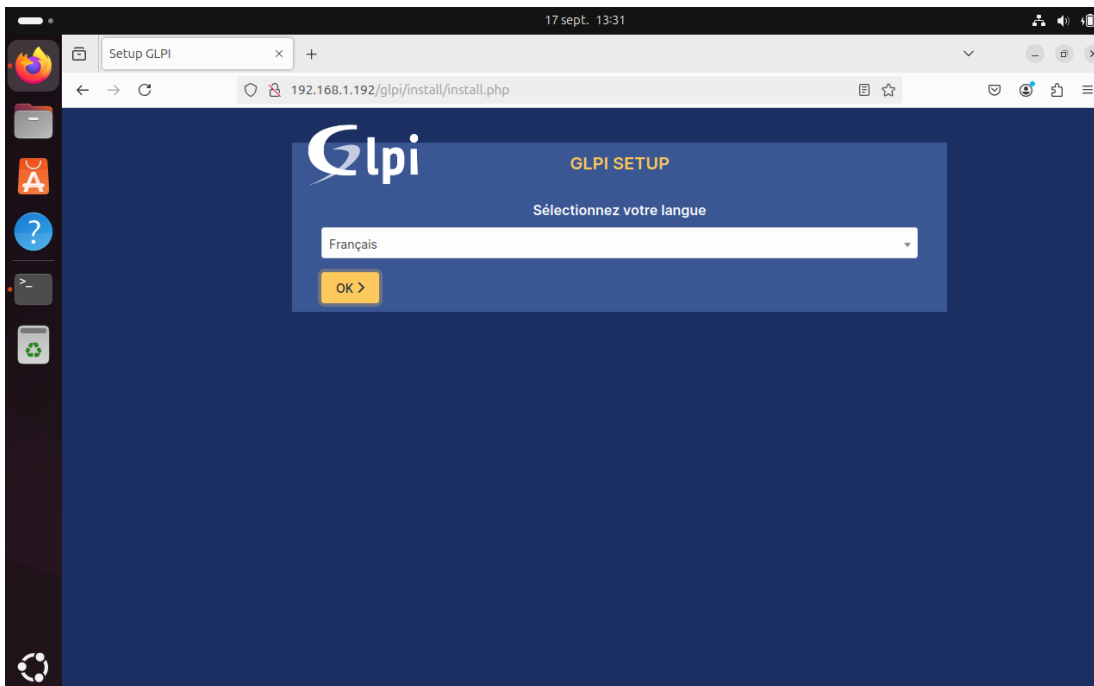 17 sept. 13:31
Setup GLPI
192.168.1.192/glpi/install/install.php
Glpi
GLPI SETUP
Sélectionnez votre langue
Français
OK